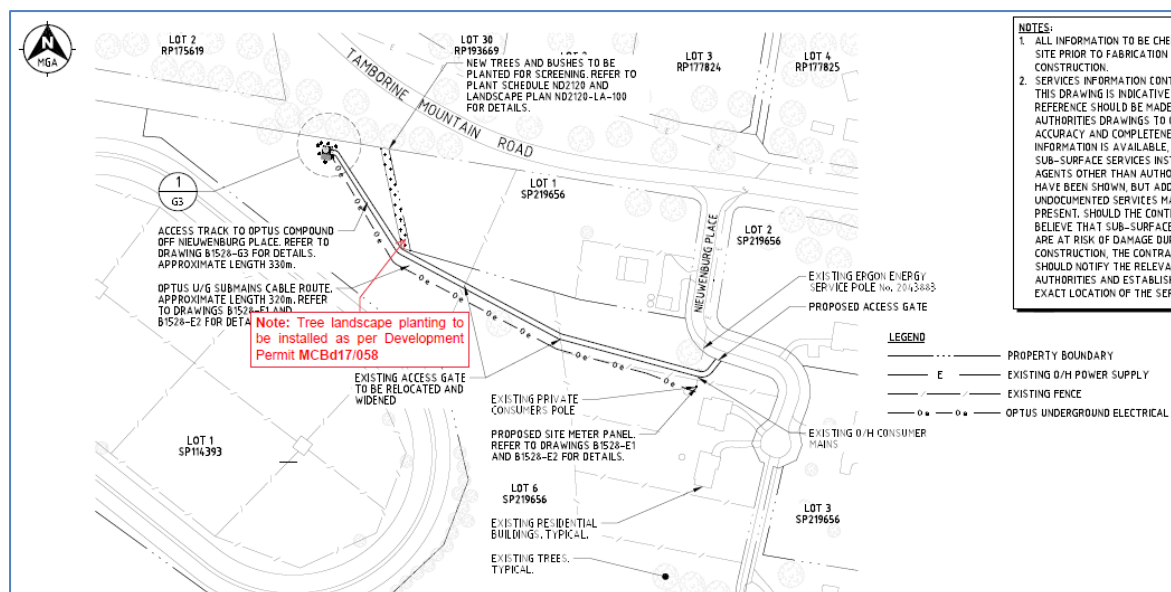 N
MGA
LOT 2
RP175619
LOT 30
RP193669
NEW TREES AND BUSHES TO BE
PLANTED FOR SCREENING. REFER TO
PLANT SCHEDULE ND2120 AND
LANDSCAPE PLAN ND2120-LA-100
FOR DETAILS.
LOT 3
RP177824
LOT 4
RP177825
TAMBORINE MOUNTAIN ROAD
1
G3
LOT 1
SP219656
LOT 2
SP219656
NIEUWENBURG PLACE
ACCESS TRACK TO OPTUS COMPOUND
OFF NIEUWENBURG PLACE. REFER TO
DRAWING B1528-G3 FOR DETAILS.
APPROXIMATE LENGTH 330m.
OPTUS U/G SUBMAINS CABLE ROUTE.
APPROXIMATE LENGTH 320m. REFER
TO DRAWINGS B1528-E1 AND
B1528-E2 FOR DETA
Note: Tree landscape planting to
be installed as per Development
Permit MCBd17/058
EXISTING ACCESS GATE
TO BE RELOCATED AND
WIDENED
EXISTING ERGON ENERGY
SERVICE POLE No. 2043883
PROPOSED ACCESS GATE
EXISTING PRIVATE
CONSUMERS POLE
PROPOSED SITE METER PANEL.
REFER TO DRAWINGS B1528-E1
AND B1528-E2 FOR DETAILS.
EXISTING O/H CONSUMER
MAINS
LOT 1
SP114393
LOT 6
SP219656
LOT 3
SP219656
EXISTING RESIDENTIAL
BUILDINGS, TYPICAL.
EXISTING TREES,
TYPICAL.
NOTES:
1. ALL INFORMATION TO BE CHE
SITE PRIOR TO FABRICATION
CONSTRUCTION.
2. SERVICES INFORMATION CONT
THIS DRAWING IS INDICATIVE
REFERENCE SHOULD BE MADE
AUTHORITIES DRAWINGS TO
ACCURACY AND COMPLETENE
INFORMATION IS AVAILABLE,
SUB-SURFACE SERVICES INST
AGENTS OTHER THAN AUTHO
HAVE BEEN SHOWN, BUT ADD
UNDOCUMENTED SERVICES MA
PRESENT. SHOULD THE CONT
BELIEVE THAT SUB-SURFACE
ARE AT RISK OF DAMAGE DUR
CONSTRUCTION, THE CONTRA
SHOULD NOTIFY THE RELEVA
AUTHORITIES AND ESTABLIS
EXACT LOCATION OF THE SER
LEGEND
PROPERTY BOUNDARY
E EXISTING O/H POWER SUPPLY
EXISTING FENCE
O e O e OPTUS UNDERGROUND ELECTRICAL